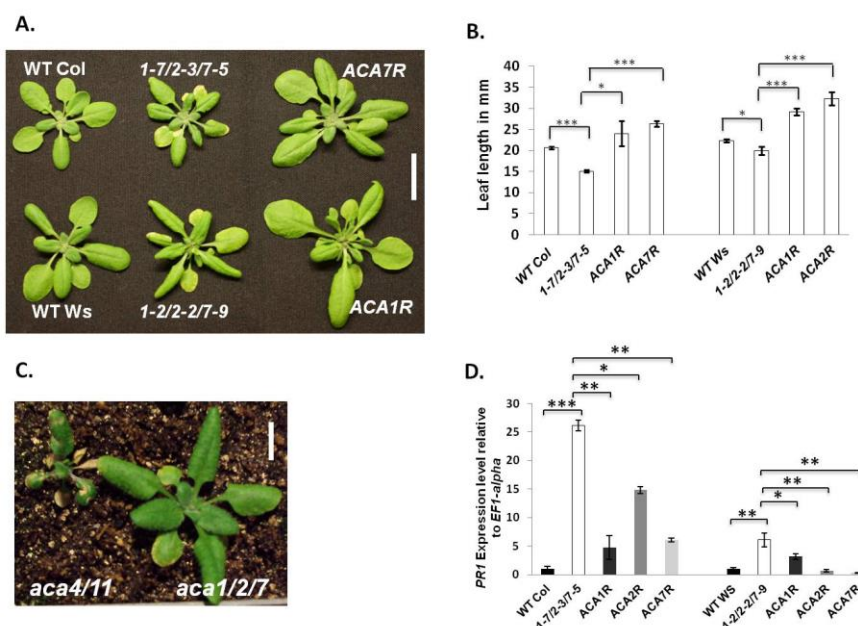 A.
WT Col
1-7/2-3/7-5
ACA7R
WT Ws
1-2/2-2/7-9
ACA1R
B.
Leaf length in mm
40
35
30
25
20
15
10
5
0
***
*
***
*
***
***
WT Col
1-7/2-3/7-5
ACA1R
ACA7R
WT Ws
1-2/2-2/7-9
ACA1R
ACA2R
C.
aca4/11
aca1/2/7
D.
PR1 Expression level relative
to EF1-alpha
30
25
20
15
10
5
0
**
*
**
***
**
**
*
**
WT Col
1-7/2-3/7-5
ACA1R
ACA2R
ACA7R
WT WS
1-2/2-2/7-9
ACA1R
ACA2R
ACA7R